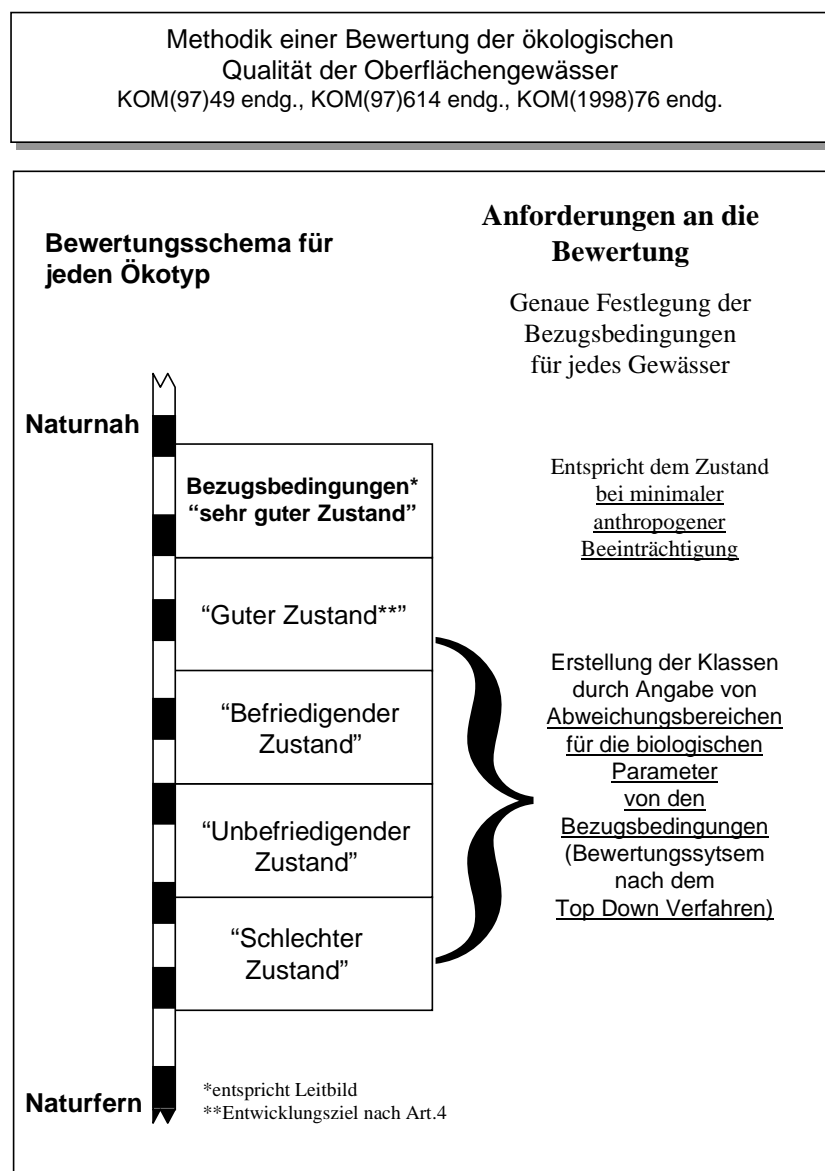 Methodik einer Bewertung der ökologischen
Qualität der Oberflächengewässer
KOM(97)49 endg., KOM(97)614 endg., KOM(1998)76 endg.
Bewertungsschema für
jeden Ökotyp
Anforderungen an die
Bewertung
Genaue Festlegung der
Bezugsbedingungen
für jedes Gewässer
Naturnah
Bezugsbedingungen*
“sehr guter Zustand”
Entspricht dem Zustand
bei minimaler
anthropogener
Beeinträchtigung
“Guter Zustand**”
“Befriedigender
Zustand”
“Unbefriedigender
Zustand”
“Schlechter
Zustand”
Erstellung der Klassen
durch Angabe von
Abweichungsbereichen
für die biologischen
Parameter
von den
Bezugsbedingungen
(Bewertungssytsem
nach dem
Top Down Verfahren)
Naturfern
*entspricht Leitbild
**Entwicklungsziel nach Art.4